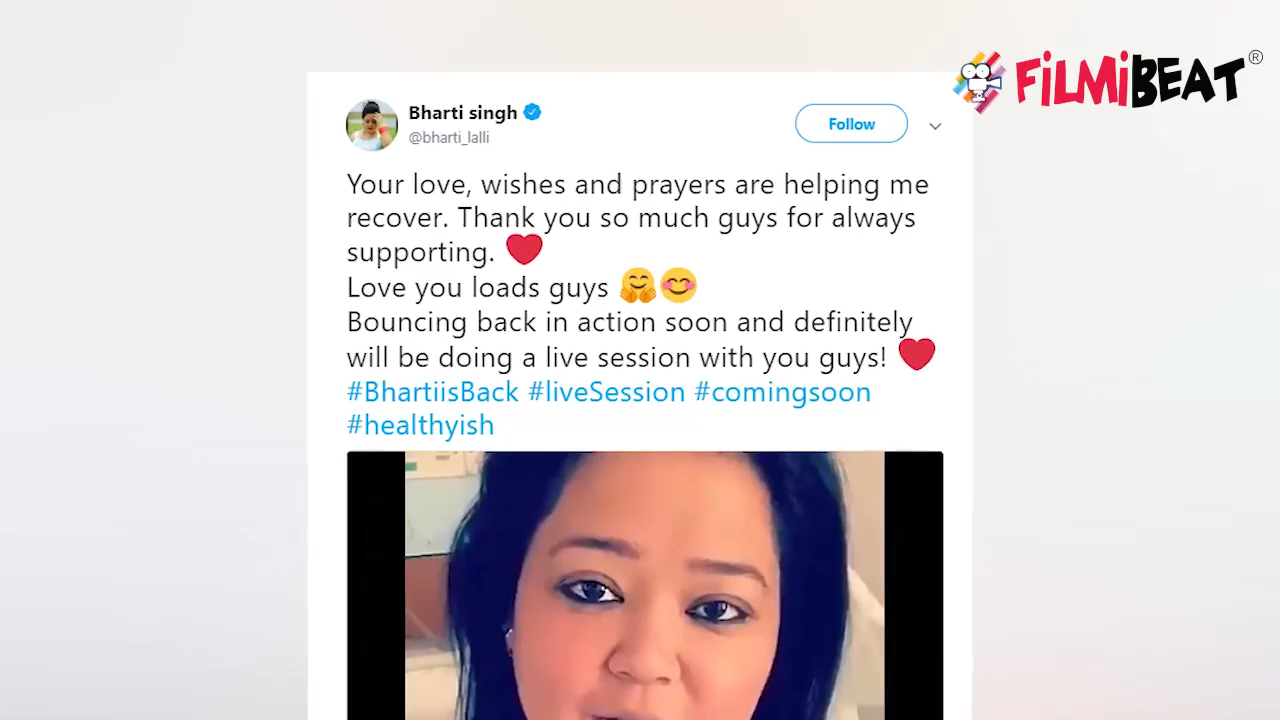 FiLMiBEAT®
Bharti singh
@bharti_lalli
Follow
Your love, wishes and prayers are helping me
recover. Thank you so much guys for always
supporting. ❤️
Love you loads guys 🤗😊
Bouncing back in action soon and definitely
will be doing a live session with you guys! ❤️
#BhartiisBack #liveSession #comingsoon
#healthyish